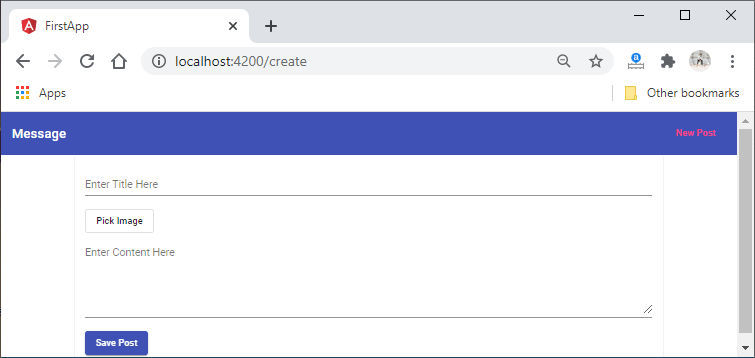 FirstApp
localhost:4200/create
Apps
Other bookmarks
Message
New Post
Enter Title Here
Pick Image
Enter Content Here
Save Post